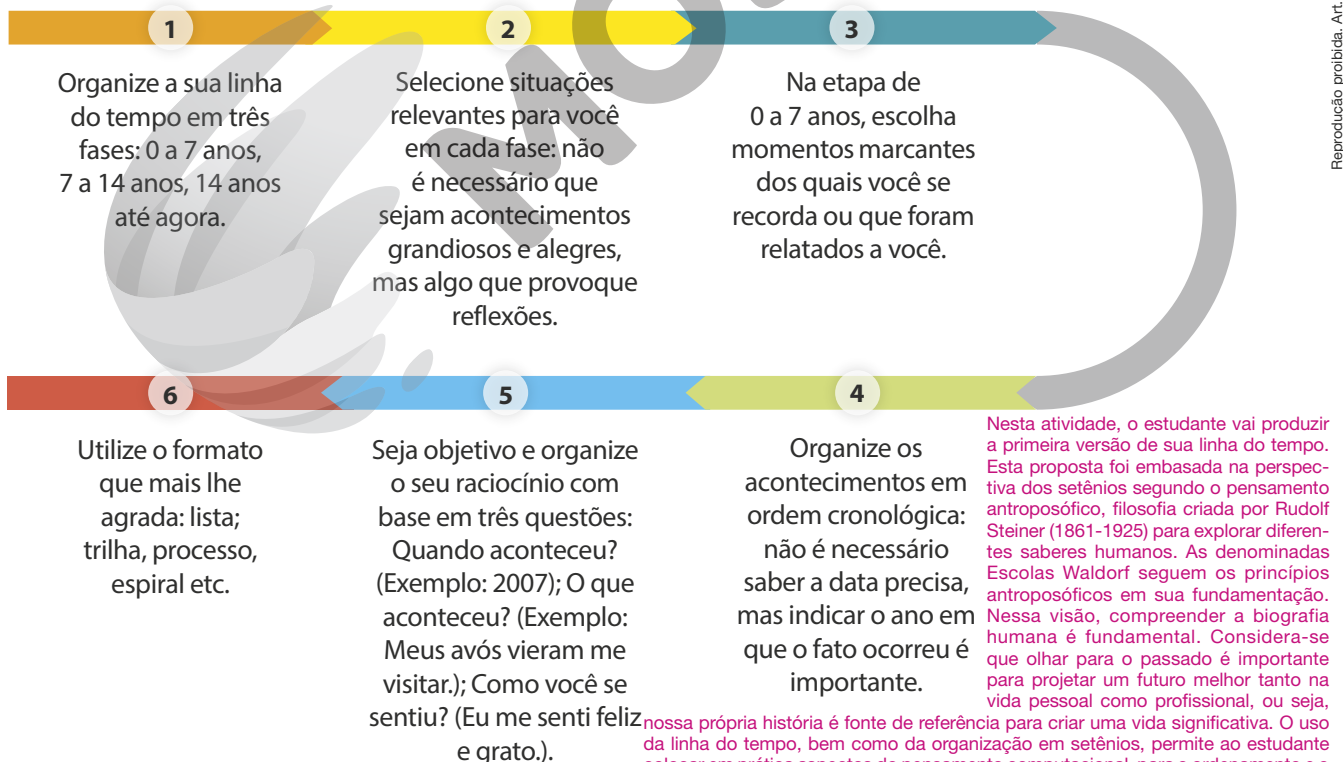 1
Organize a sua linha
do tempo em três
fases: 0 a 7 anos,
7 a 14 anos, 14 anos
até agora.
2
Selecione situações
relevantes para você
em cada fase: não
é necessário que
sejam acontecimentos
grandiosos e alegres,
mas algo que provoque
reflexões.
3
Na etapa de
0 a 7 anos, escolha
momentos marcantes
dos quais você se
recorda ou que foram
relatados a você.
4
Organize os
acontecimentos em
ordem cronológica:
não é necessário
saber a data precisa,
mas indicar o ano em
que o fato ocorreu é
importante.
5
Seja objetivo e organize
o seu raciocínio com
base em três questões:
Quando aconteceu?
(Exemplo: 2007); O que
aconteceu? (Exemplo:
Meus avós vieram me
visitar.); Como você se
sentiu? (Eu me senti feliz
e grato.).
6
Utilize o formato
que mais lhe
agrada: lista;
trilha, processo,
espiral etc.
Nesta atividade, o estudante vai produzir
a primeira versão de sua linha do tempo.
Esta proposta foi embasada na perspec-
tiva dos setênios segundo o pensamento
antroposófico, filosofia criada por Rudolf
Steiner (1861-1925) para explorar diferen-
tes saberes humanos. As denominadas
Escolas Waldorf seguem os princípios
antroposóficos em sua fundamentação.
Nessa visão, compreender a biografia
humana é fundamental. Considera-se
que olhar para o passado é importante
para projetar um futuro melhor tanto na
vida pessoal como profissional, ou seja,
nossa própria história é fonte de referência para criar uma vida significativa. O uso
da linha do tempo, bem como da organização em setênios, permite ao estudante
Reprodução proibida. Art.
MO